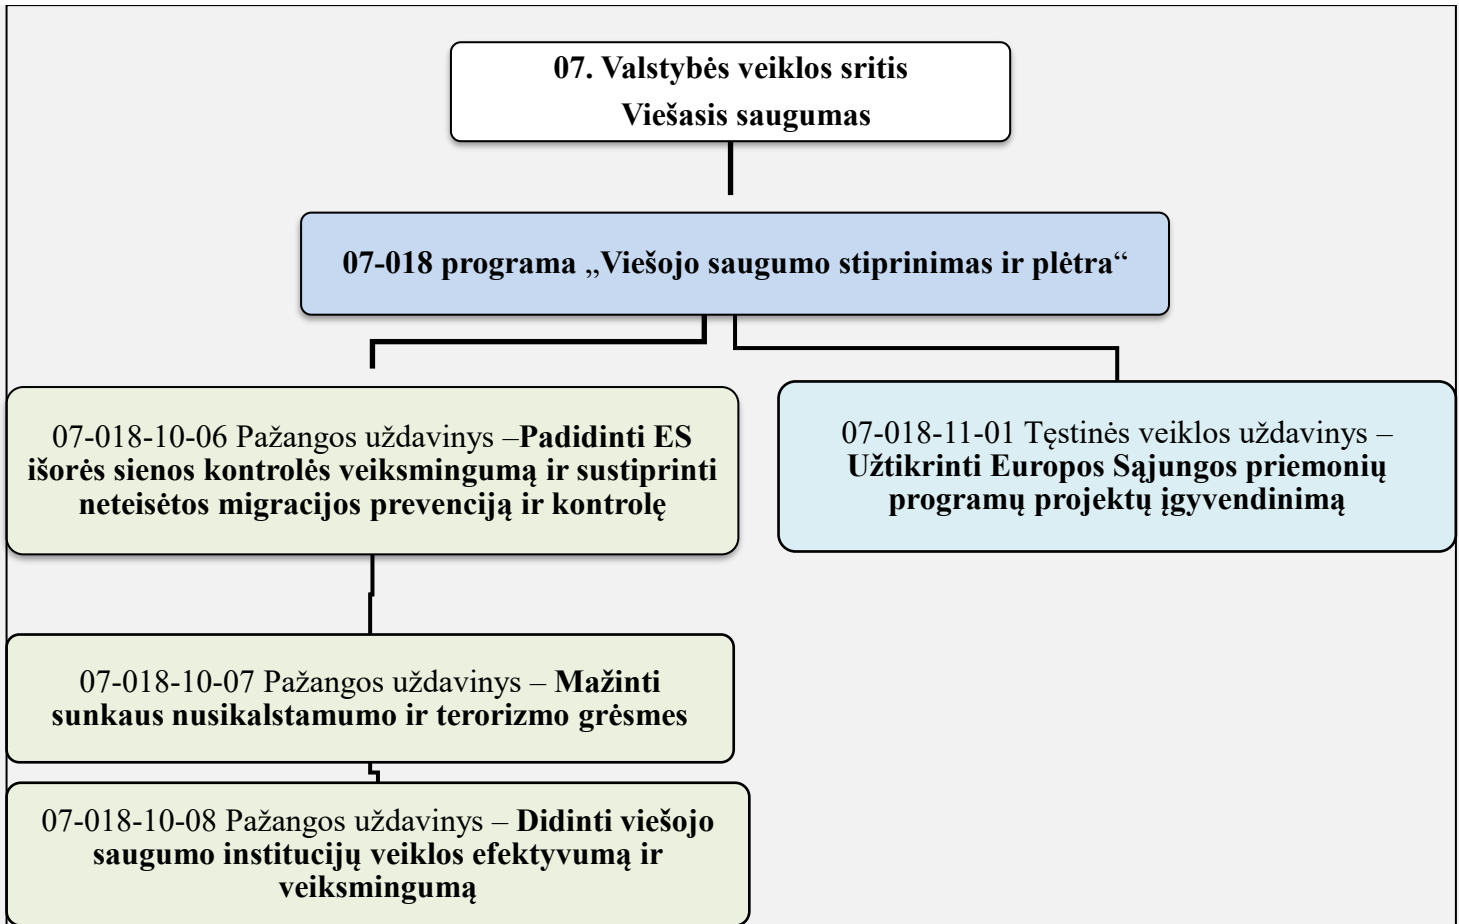 07. Valstybės veiklos sritis
Viešasis saugumas
07-018 programa „Viešojo saugumo stiprinimas ir plėtra“
07-018-10-06 Pažangos uždavinys –Padidinti ES
išorės sienos kontrolės veiksmingumą ir sustiprinti
neteisėtos migracijos prevenciją ir kontrolę
07-018-11-01 Tęstinės veiklos uždavinys –
Užtikrinti Europos Sąjungos priemonių
programų projektų įgyvendinimą
07-018-10-07 Pažangos uždavinys – Mažinti
sunkaus nusikalstamumo ir terorizmo grėsmes
07-018-10-08 Pažangos uždavinys – Didinti viešojo
saugumo institucijų veiklos efektyvumą ir
veiksmingumą